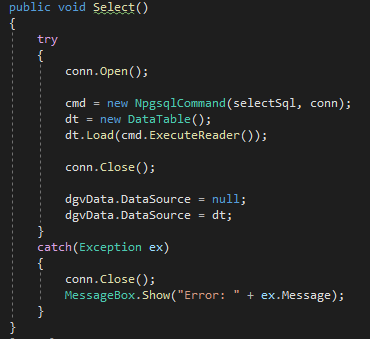 public void Select()
{
try
{
conn.Open();
cmd = new NpgsqlCommand(selectSql, conn);
dt = new DataTable();
dt.Load(cmd.ExecuteReader());
conn.Close();
dgvData.DataSource = null;
dgvData.DataSource = dt;
}
catch(Exception ex)
{
conn.Close();
MessageBox.Show("Error: " + ex.Message);
}
}